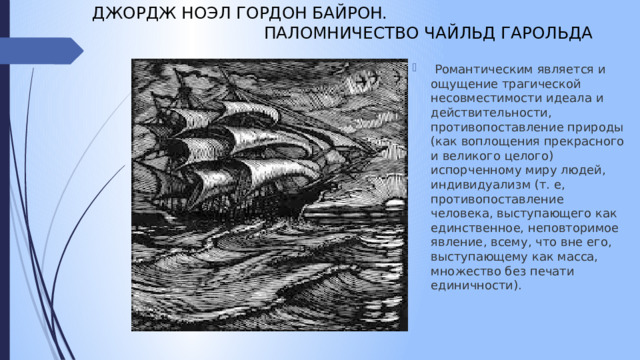 ДЖОРДЖ НОЭЛ ГОРДОН БАЙРОН.
ПАЛОМНИЧЕСТВО ЧАЙЛЬД ГАРОЛЬДА
Романтическим является и
ощущение трагической
несовместимости идеала и
действительности,
противопоставление природы
(как воплощения прекрасного
и великого целого)
испорченному миру людей,
индивидуализм (т. е,
противопоставление
человека, выступающего как
единственное, неповторимое
явление, всему, что вне его,
выступающему как масса,
множество без печати
единичности).